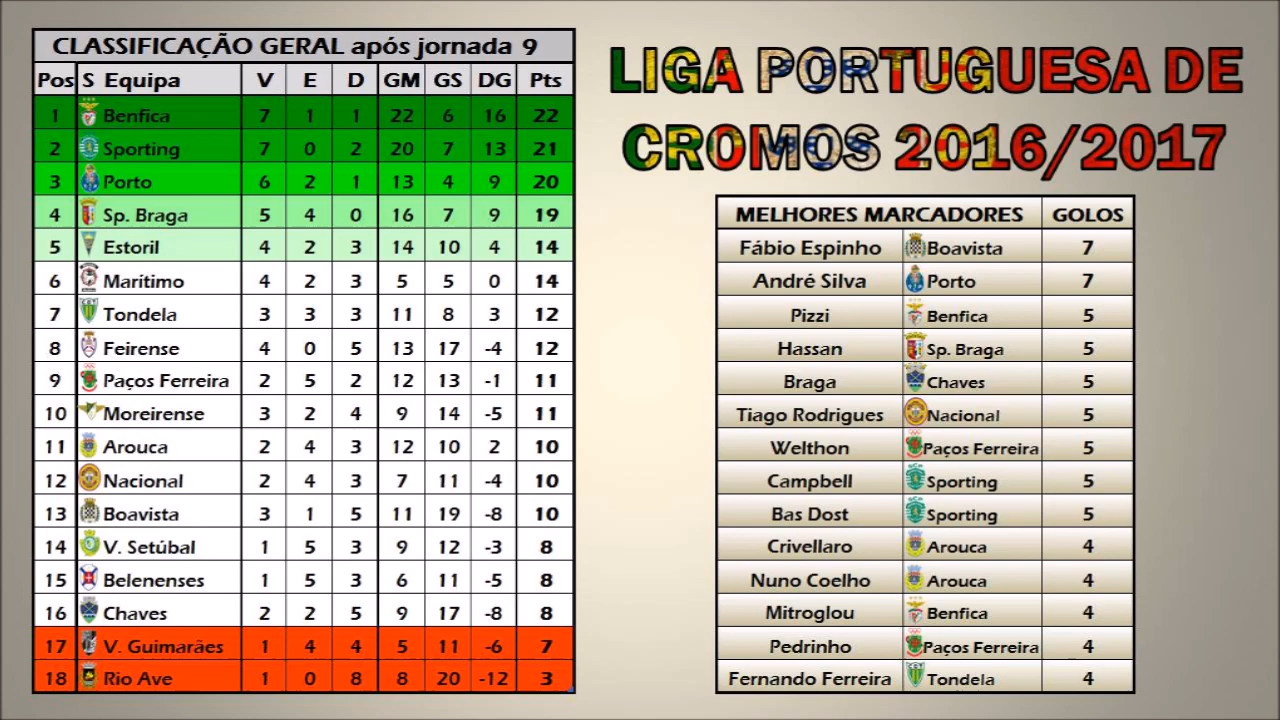 CLASSIFICAÇÃO GERAL após jornada 9
Pos S Equipa V E D GM GS DG Pts
1 Benfica 7 1 1 22 6 16 22
2 Sporting 7 0 2 20 7 13 21
3 Porto 6 2 1 13 4 9 20
4 Sp. Braga 5 4 0 16 7 9 19
5 Estoril 4 2 3 14 10 4 14
6 Marítimo 4 2 3 5 5 0 14
7 Tondela 3 3 3 11 8 3 12
8 Feirense 4 0 5 13 17 -4 12
9 Paços Ferreira 2 5 2 12 13 -1 11
10 Moreirense 3 2 4 9 14 -5 11
11 Arouca 2 4 3 12 10 2 10
12 Nacional 2 4 3 7 11 -4 10
13 Boavista 3 1 5 11 19 -8 10
14 V. Setúbal 1 5 3 9 12 -3 8
15 Belenenses 1 5 3 6 11 -5 8
16 Chaves 2 2 5 9 17 -8 8
17 V. Guimarães 1 4 4 5 11 -6 7
18 Rio Ave 1 0 8 8 20 -12 3
LIGA PORTUGUESA DE
CROMOS 2016/2017
MELHORES MARCADORES GOLOS
Fábio Espinho Boavista 7
André Silva Porto 7
Pizzi Benfica 5
Hassan Sp. Braga 5
Braga Chaves 5
Tiago Rodrigues Nacional 5
Welthon Paços Ferreira 5
Campbell Sporting 5
Bas Dost Sporting 5
Crivellaro Arouca 4
Nuno Coelho Arouca 4
Mitroglou Benfica 4
Pedrinho Paços Ferreira 4
Fernando Ferreira Tondela 4